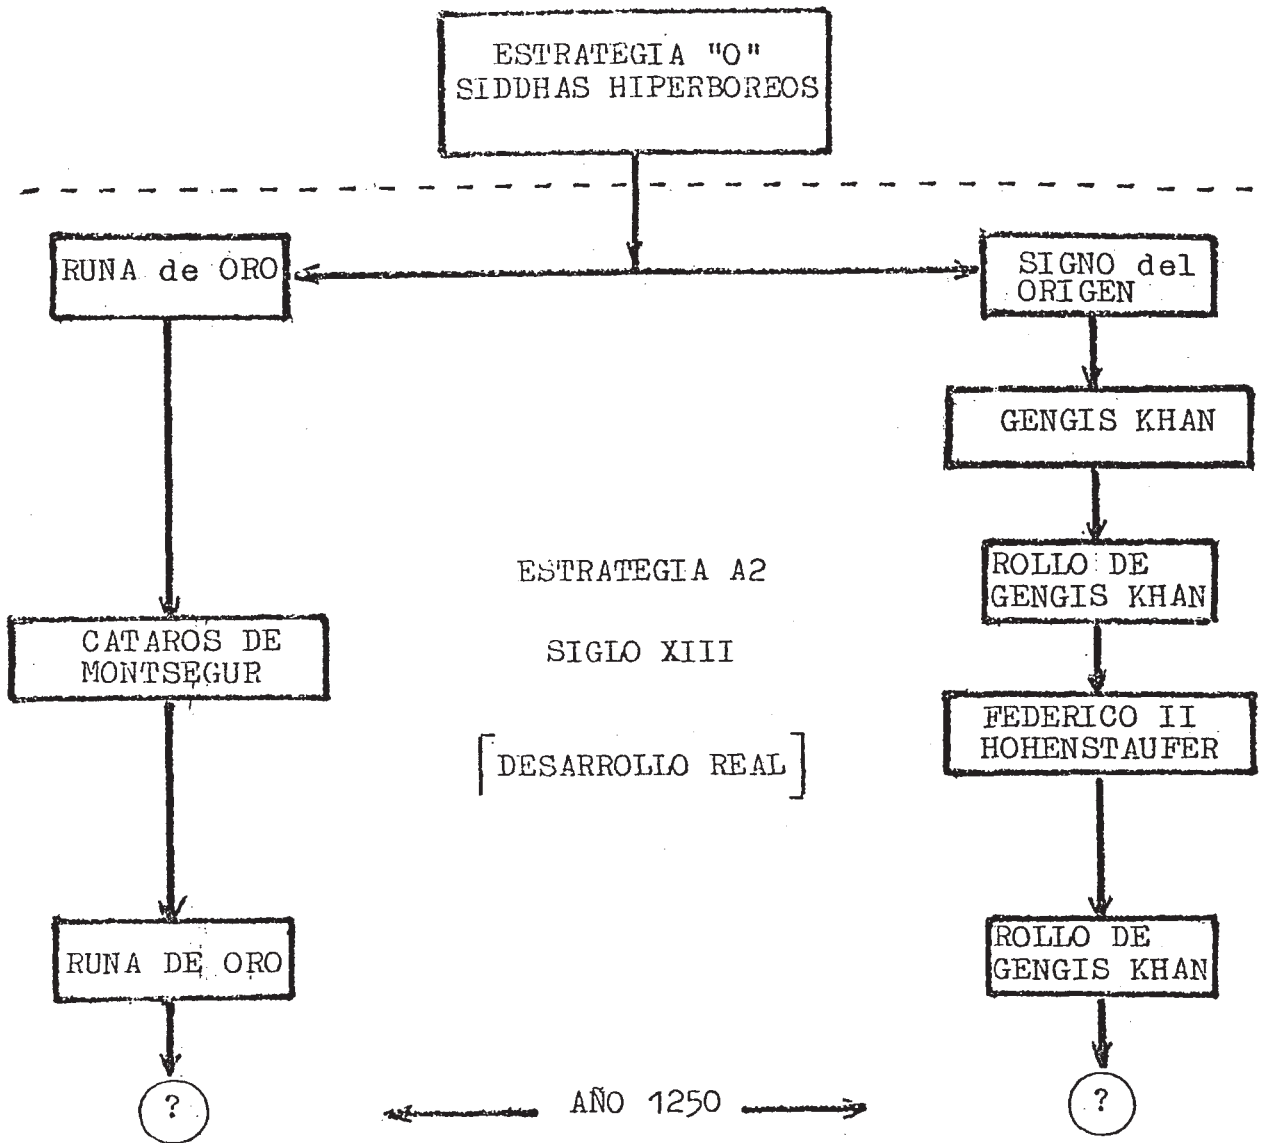 ESTRATEGIA "O"
SIDDHAS HIPERBOREOS
RUNA de ORO
SIGNO del
ORIGEN
GENGIS KHAN
ROLLO DE
GENGIS KHAN
ESTRATEGIA A2
SIGLO XIII
[DESARROLLO REAL]
CATAROS DE
MONTSEGUR
FEDERICO II
HOHENSTAUFER
RUNA DE ORO
ROLLO DE
GENGIS KHAN
?
AÑO 1250
?